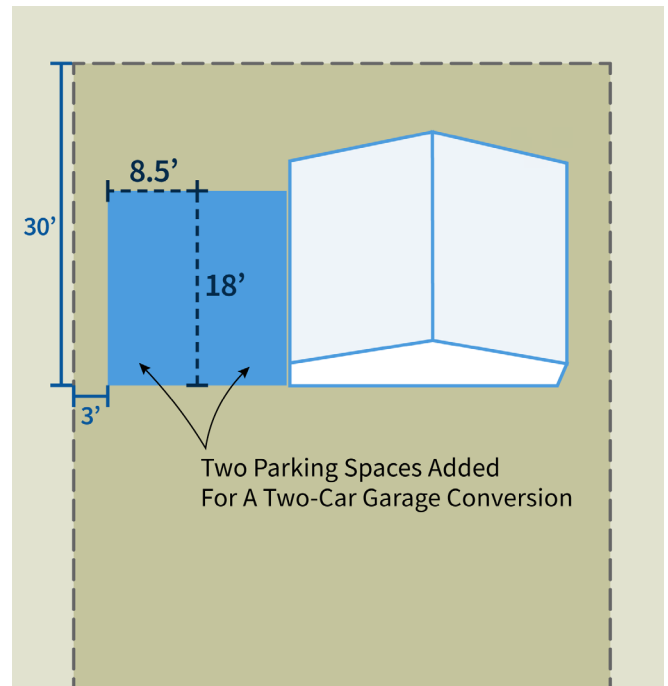 8.5’
30’
18’
3’
Two Parking Spaces Added
For A Two-Car Garage Conversion